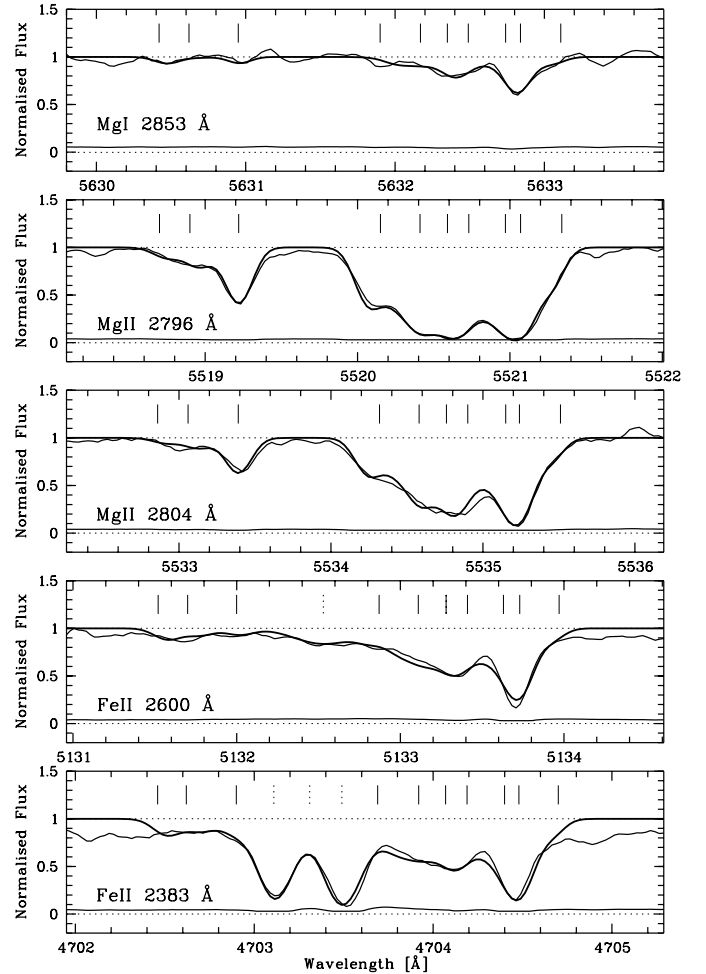 1.5
1
0.5
0
Normalised Flux
MgI 2853 Å
5630 5631 5632 5633
1.5
1
0.5
0
Normalised Flux
MgII 2796 Å
5519 5520 5521 5522
1.5
1
0.5
0
Normalised Flux
MgII 2804 Å
5533 5534 5535 5536
1.5
1
0.5
0
Normalised Flux
FeII 2600 Å
5131 5132 5133 5134
1.5
1
0.5
0
Normalised Flux
FeII 2383 Å
4702 4703 4704 4705
Wavelength [Å]